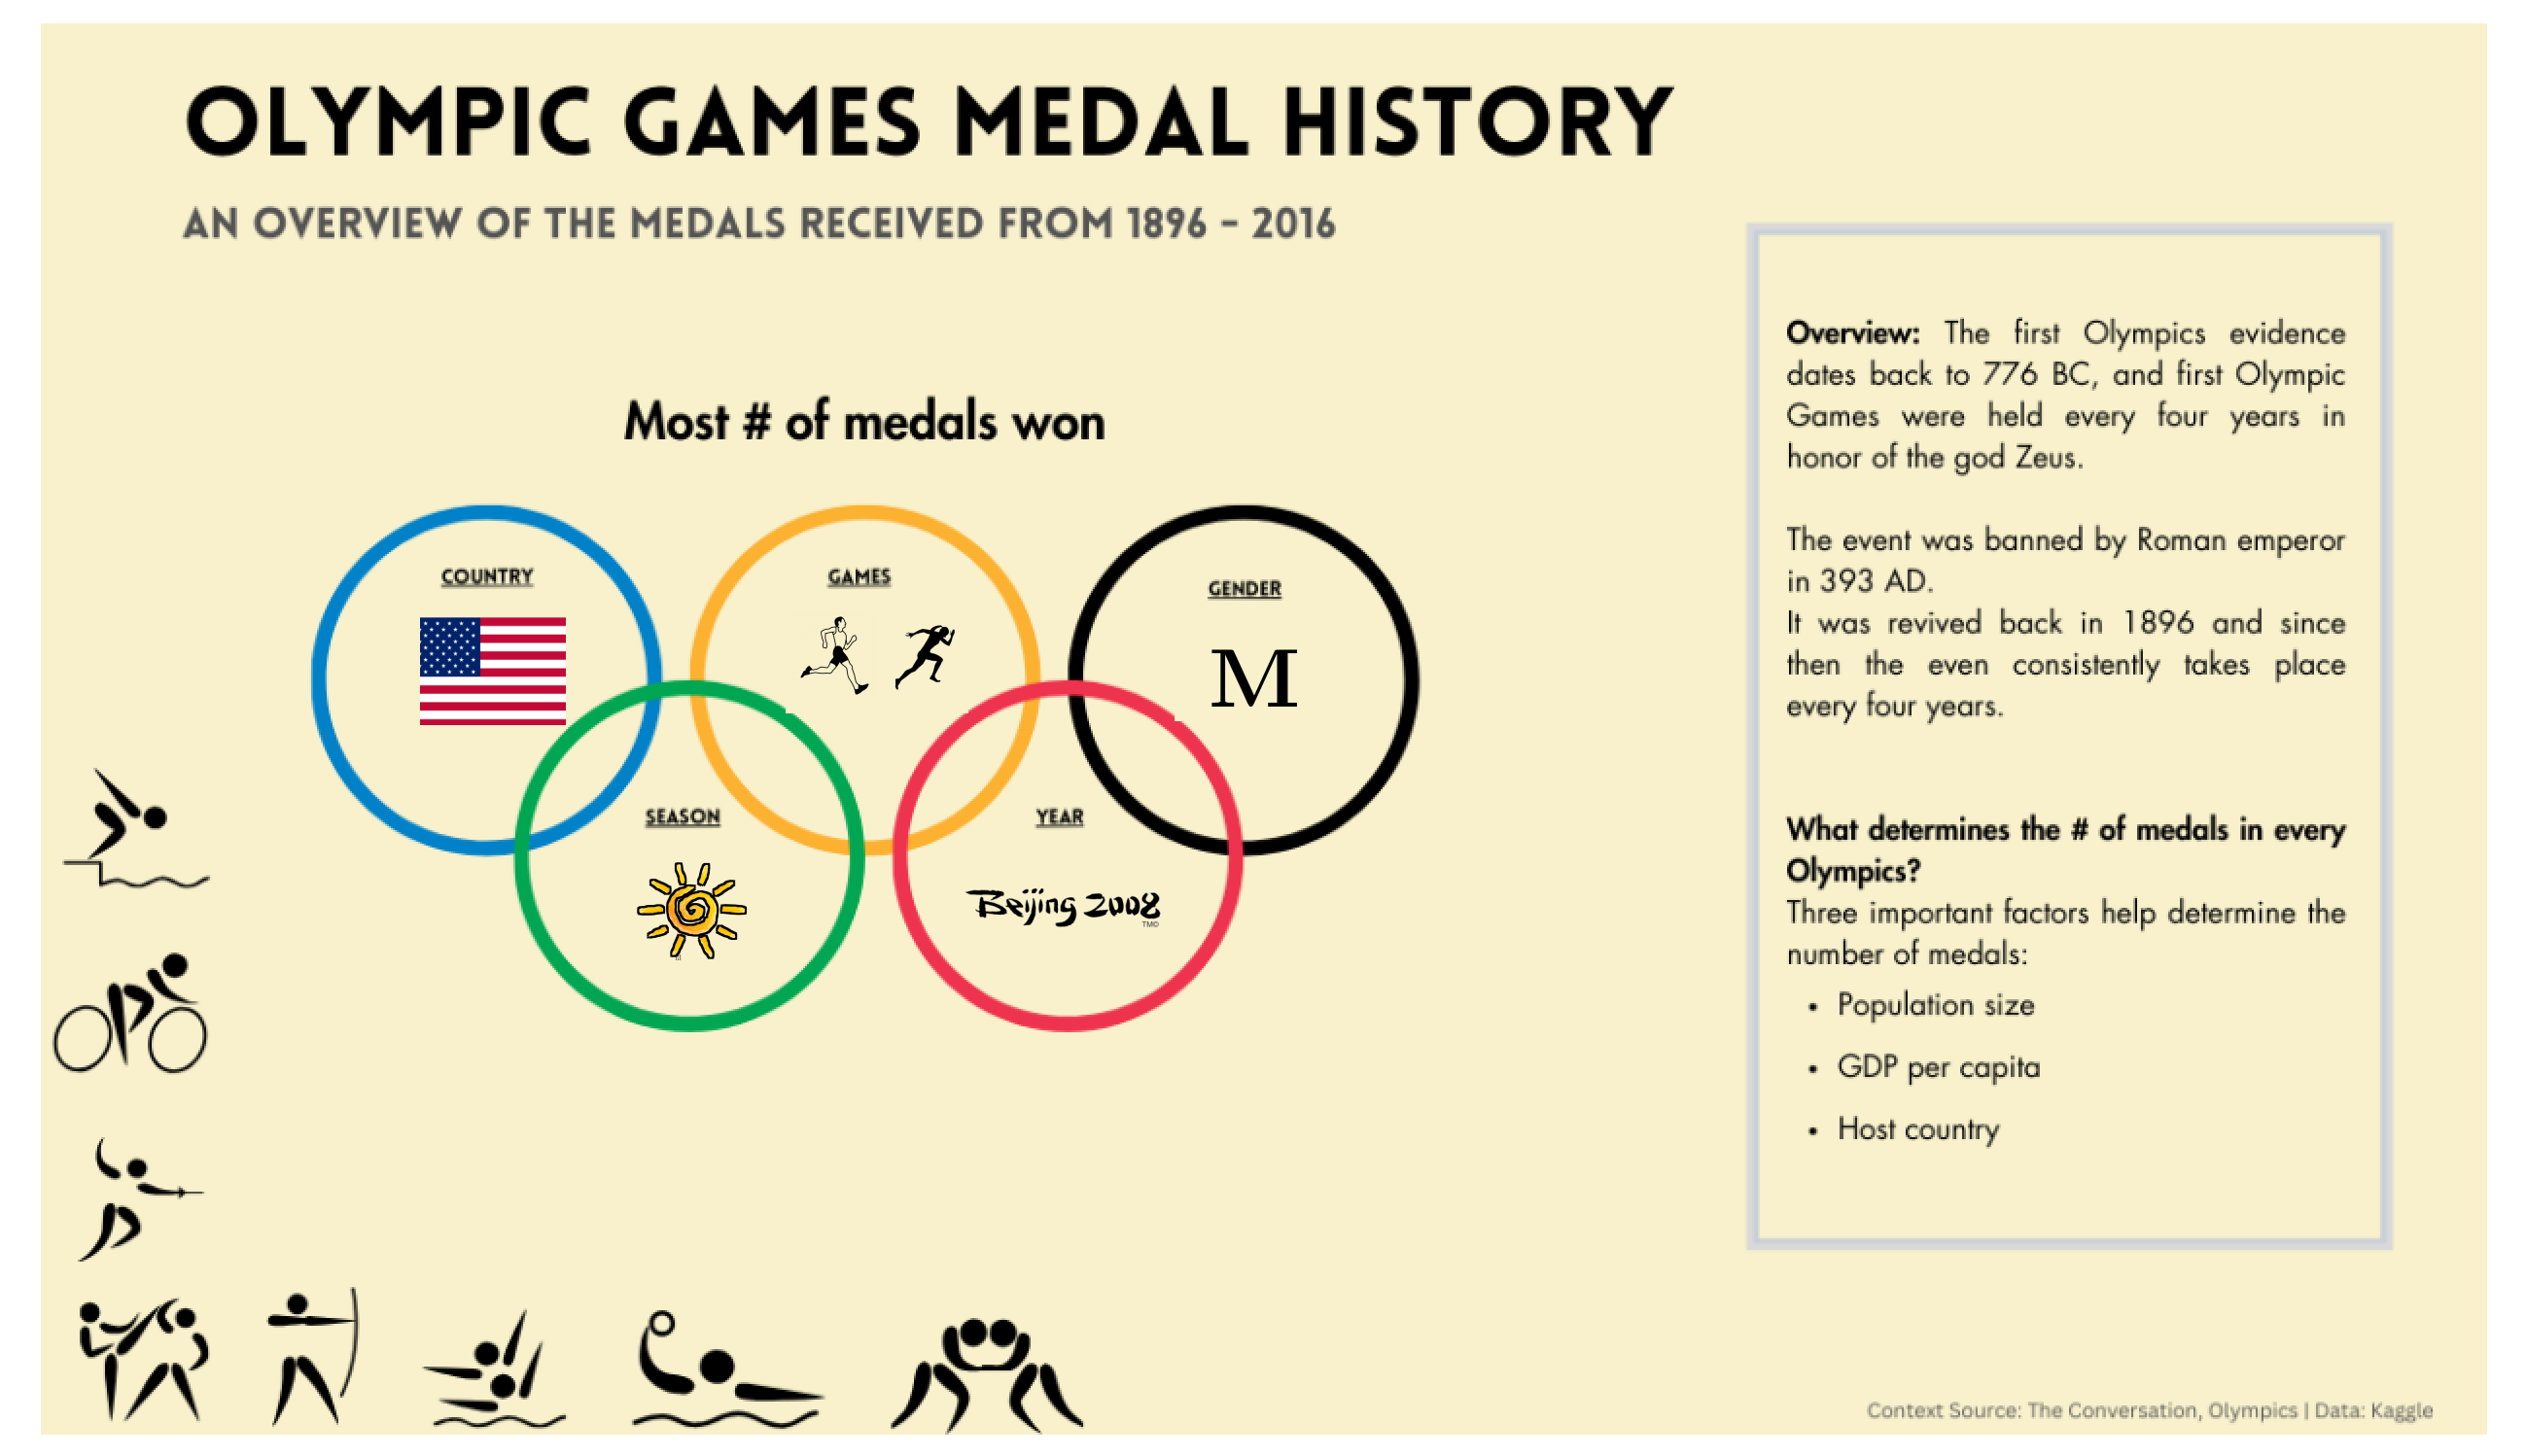 OLYMPIC GAMES MEDAL HISTORY
AN OVERVIEW OF THE MEDALS RECEIVED FROM 1896 - 2016
Most # of medals won
COUNTRY
GAMES
GENDER
M
SEASON
YEAR
Beijing 2008
TM©
Overview: The first Olympics evidence
dates back to 776 BC, and first Olympic
Games were held every four years in
honor of the god Zeus.
The event was banned by Roman emperor
in 393 AD.
It was revived back in 1896 and since
then the even consistently takes place
every four years.
What determines the # of medals in every
Olympics?
Three important factors help determine the
number of medals:
• Population size
• GDP per capita
• Host country
Context Source: The Conversation, Olympics | Data: Kaggle